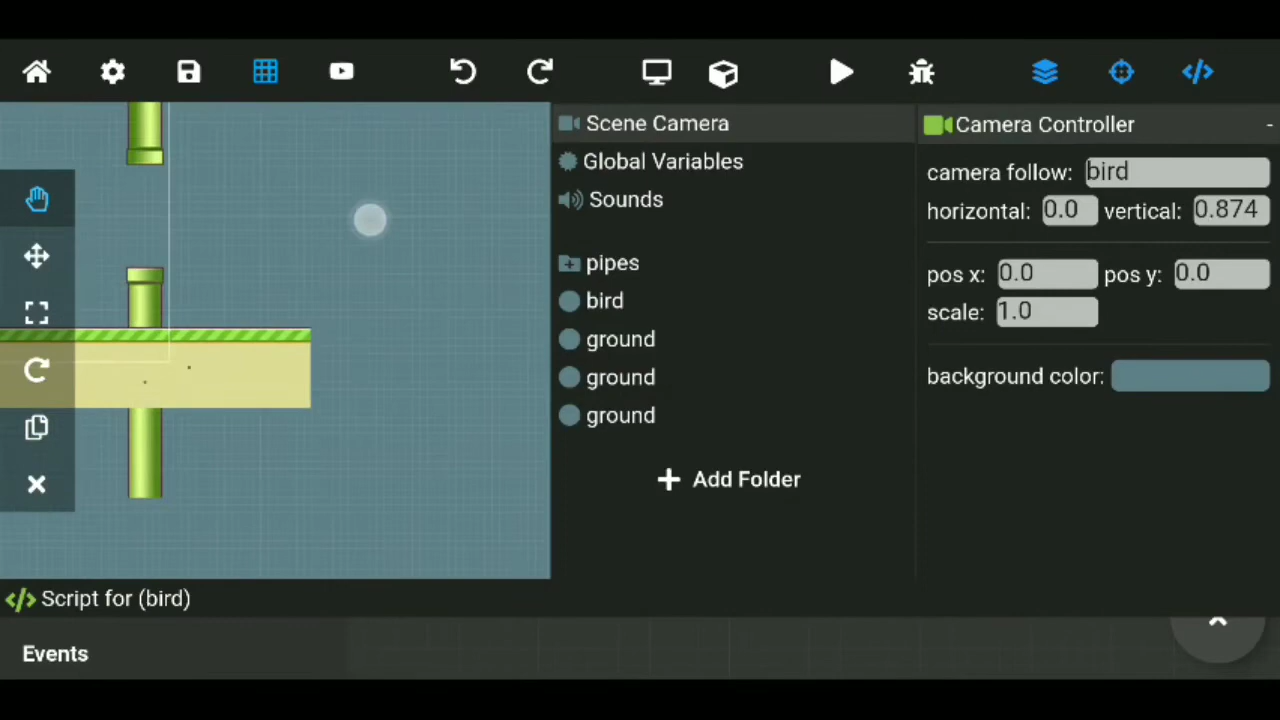 Scene Camera
Global Variables
Sounds
pipes
bird
ground
ground
ground
Add Folder
Camera Controller -
camera follow: bird
horizontal: 0.0 vertical: 0.874
pos x: 0.0 pos y: 0.0
scale: 1.0
background color:
Script for (bird)
Events